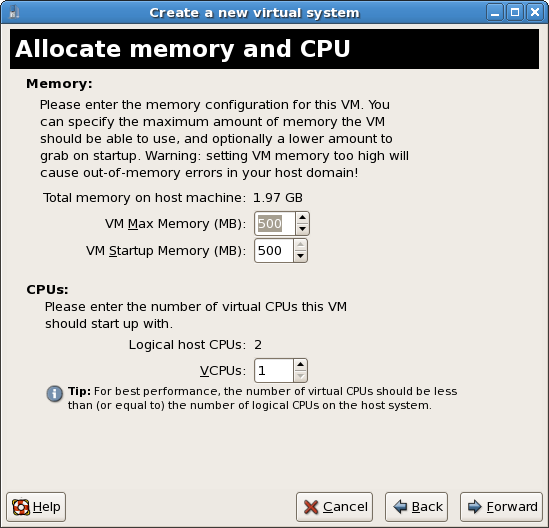 Create a new virtual system
Allocate memory and CPU
Memory:
Please enter the memory configuration for this VM. You
can specify the maximum amount of memory the VM
should be able to use, and optionally a lower amount to
grab on startup. Warning: setting VM memory too high will
cause out-of-memory errors in your host domain!
Total memory on host machine: 1.97 GB
VM Max Memory (MB): 500
VM Startup Memory (MB): 500
CPUs:
Please enter the number of virtual CPUs this VM
should start up with.
Logical host CPUs: 2
VCPUs: 1
Tip: For best performance, the number of virtual CPUs should be less
than (or equal to) the number of logical CPUs on the host system.
Help Cancel Back Forward